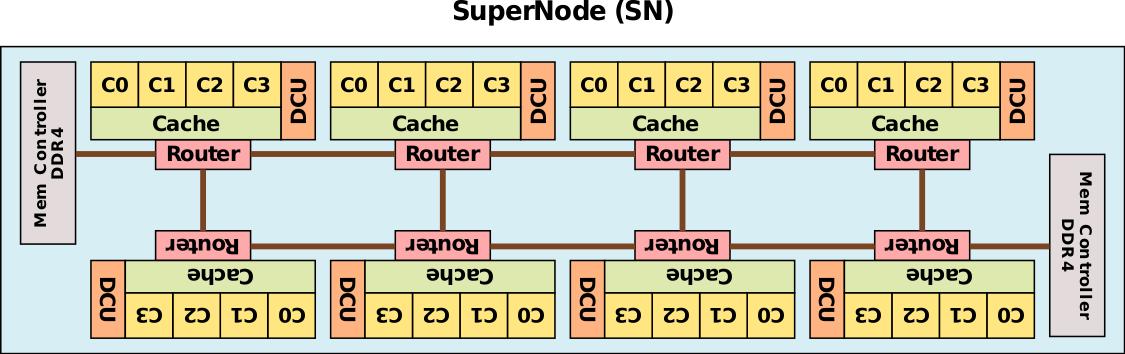 SuperNode (SN)
Mem Controller
DDR4
C0 C1 C2 C3 DCU
Cache
Router
C0 C1 C2 C3 DCU
Cache
Router
C0 C1 C2 C3 DCU
Cache
Router
C0 C1 C2 C3 DCU
Cache
Router
Router
Cache
DCU C3 C2 C1 C0
Router
Cache
DCU C3 C2 C1 C0
Router
Cache
DCU C3 C2 C1 C0
Router
Cache
DCU C3 C2 C1 C0
Mem Controller
DDR4